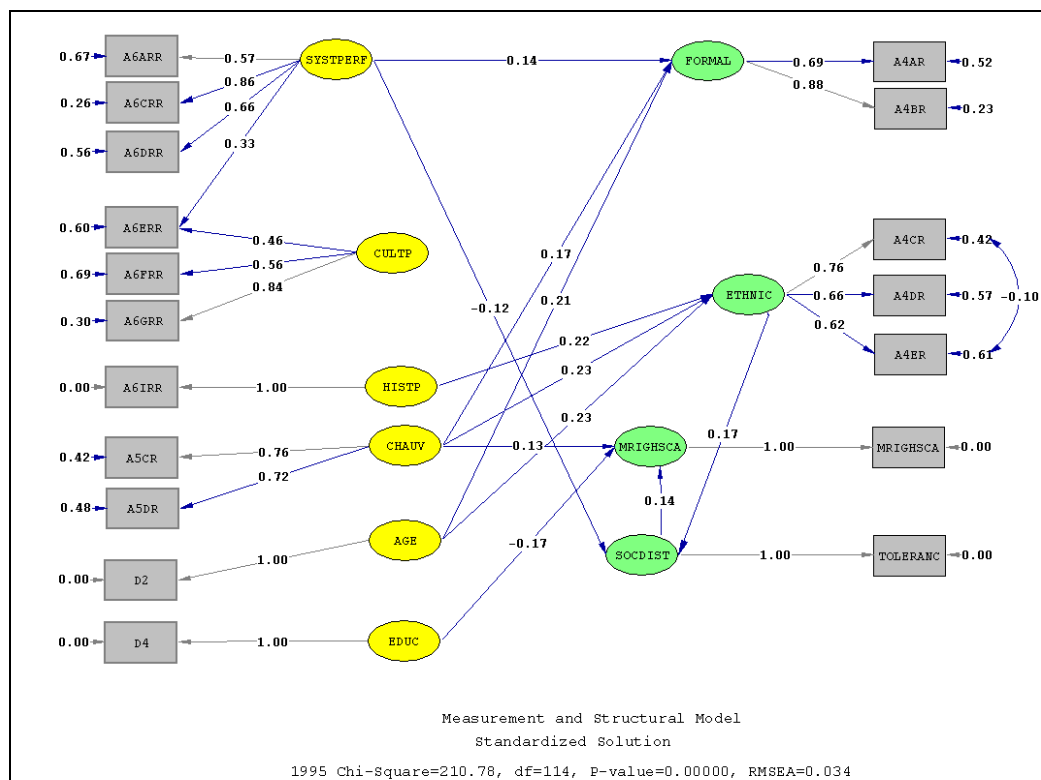 0.67 A6ARR 0.57 SYSTPERF 0.14 FORMAL 0.69 A4AR 0.52
0.26 A6CRR 0.86 0.88 A4BR 0.23
0.56 A6DRR 0.66
0.33
0.60 A6ERR 0.46 CULTP 0.17 A4CR 0.42
0.69 A6FRR 0.56 0.76
0.30 A6GRR 0.84 -0.12 0.21 ETHNIC 0.66 A4DR 0.57 -0.10
0.62
0.22 A4ER 0.61
0.00 A6IRR 1.00 HISTP 0.23
0.23
0.42 A5CR 0.76 CHAUV 0.13 MRIGHSCA 0.17 1.00 MRIGHSCA 0.00
0.48 A5DR 0.72
0.14
AGE -0.17 SOCDIST 1.00 TOLERANC 0.00
0.00 D2 1.00
0.00 D4 1.00 EDUC
Measurement and Structural Model
Standardized Solution
1995 Chi-Square=210.78, df=114, P-value=0.00000, RMSEA=0.034